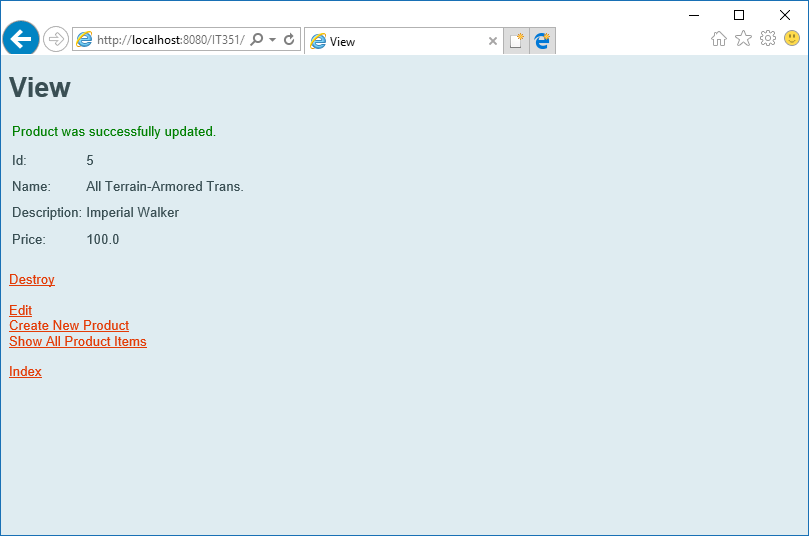 http://localhost:8080/IT351/
View
View
Product was successfully updated.
Id: 5
Name: All Terrain-Armored Trans.
Description: Imperial Walker
Price: 100.0
Destroy
Edit
Create New Product
Show All Product Items
Index